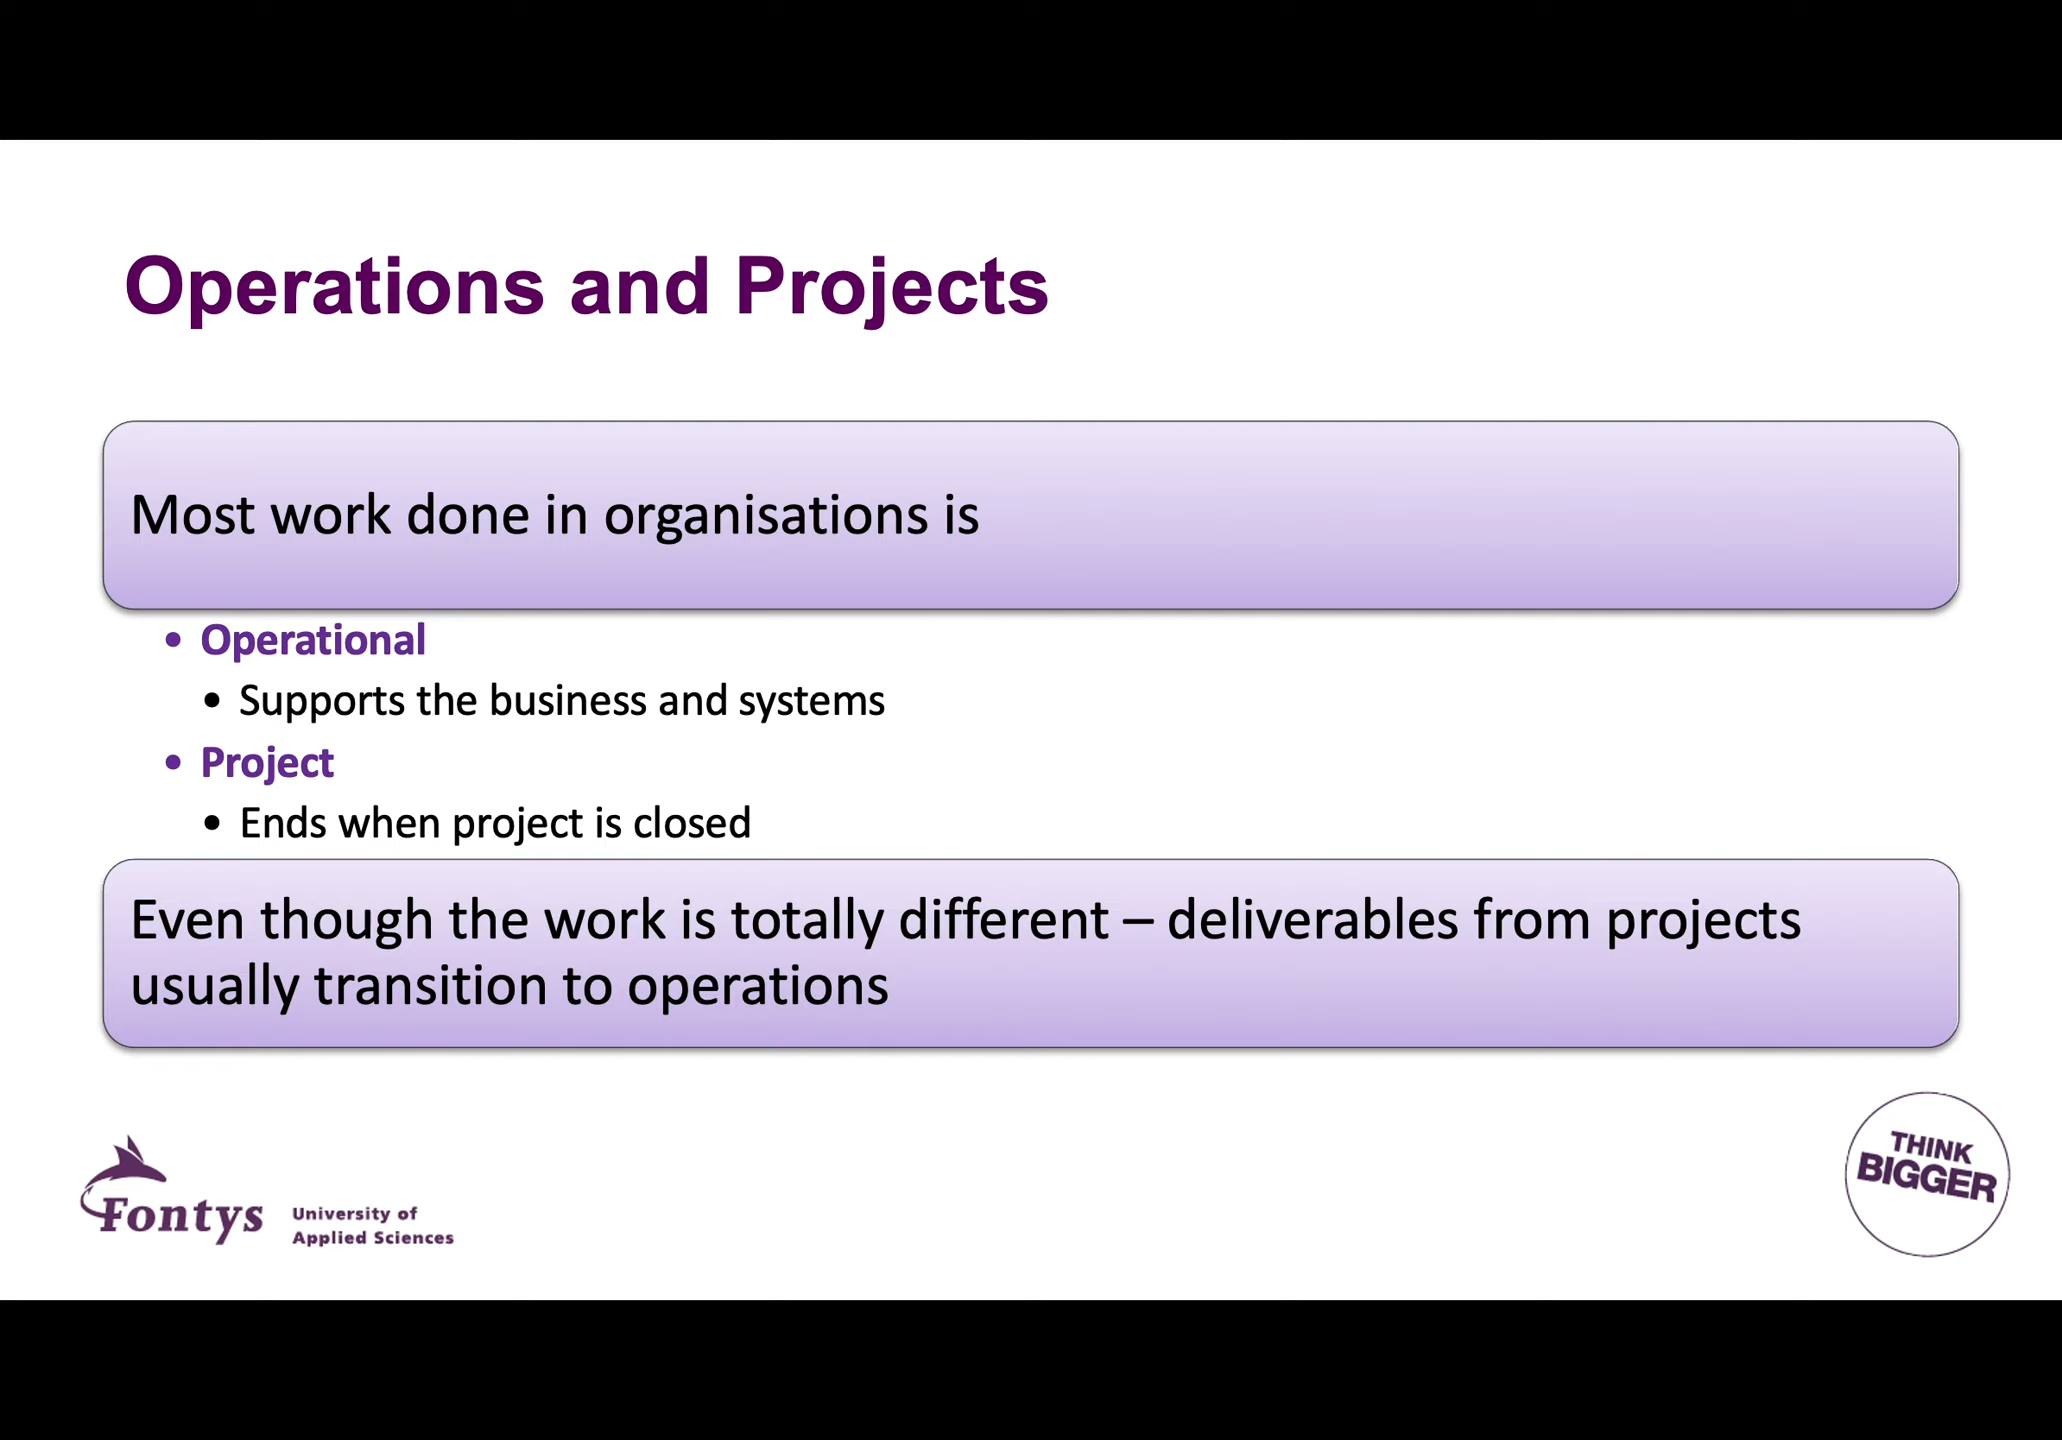 Operations and Projects
Most work done in organisations is
• Operational
• Supports the business and systems
• Project
• Ends when project is closed
Even though the work is totally different – deliverables from projects
usually transition to operations
Fontys
University of
Applied Sciences
THINK
BIGGER